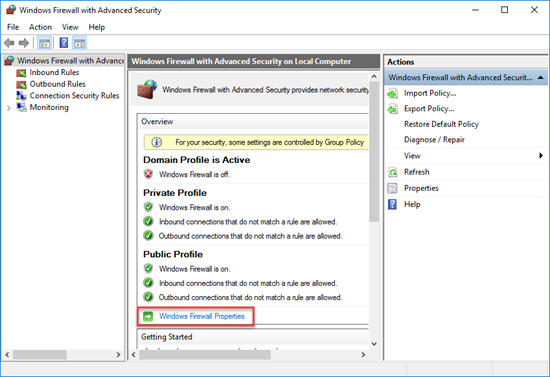 Windows Firewall with Advanced Security
File Action View Help
Windows Firewall with Advance
Inbound Rules
Outbound Rules
Connection Security Rules
Monitoring
Windows Firewall with Advanced Security on Local Computer
Windows Firewall with Advanced Security provides network security
Overview
For your security, some settings are controlled by Group Policy
Domain Profile is Active
Windows Firewall is off.
Private Profile
Windows Firewall is on.
Inbound connections that do not match a rule are allowed.
Outbound connections that do not match a rule are allowed.
Public Profile
Windows Firewall is on.
Inbound connections that do not match a rule are allowed.
Outbound connections that do not match a rule are allowed.
Windows Firewall Properties
Getting Started
Actions
Windows Firewall with Advanced Securit...
Import Policy...
Export Policy...
Restore Default Policy
Diagnose / Repair
View
Refresh
Properties
Help